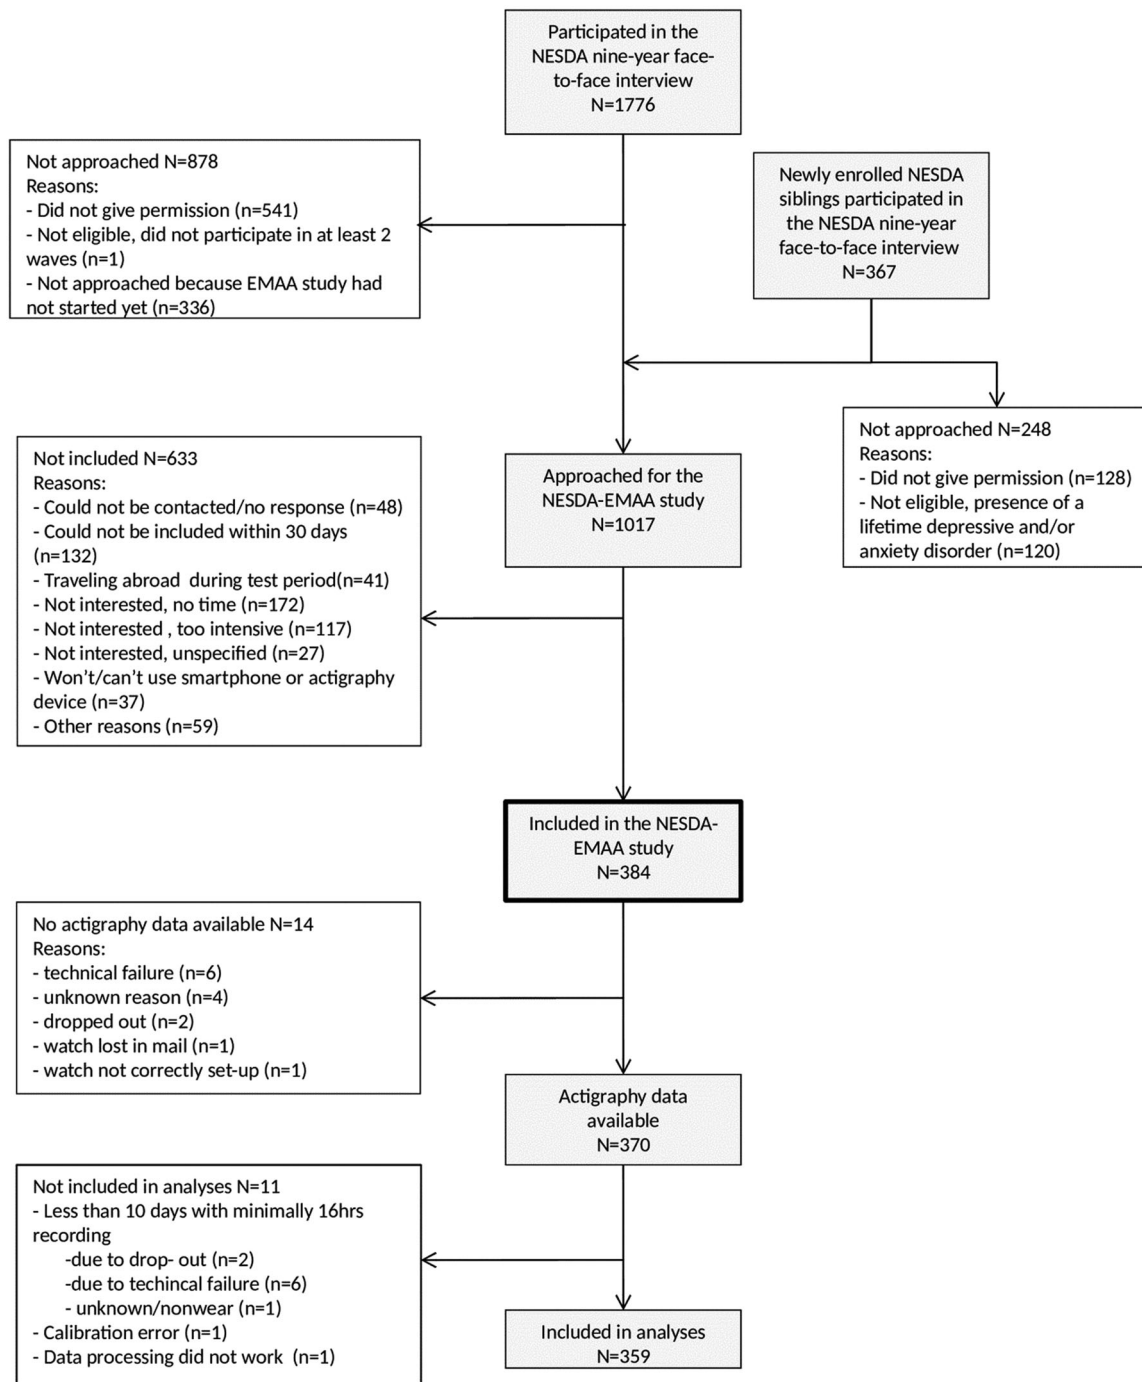 Participated in the
NESDA nine-year face-
to-face interview
N=1776
Not approached N=878
Reasons:
- Did not give permission (n=541)
- Not eligible, did not participate in at least 2
waves (n=1)
- Not approached because EMAA study had
not started yet (n=336)
Newly enrolled NESDA
siblings participated in
the NESDA nine-year
face-to-face interview
N=367
Not approached N=248
Reasons:
- Did not give permission (n=128)
- Not eligible, presence of a
lifetime depressive and/or
anxiety disorder (n=120)
Approached for the
NESDA-EMAA study
N=1017
Not included N=633
Reasons:
- Could not be contacted/no response (n=48)
- Could not be included within 30 days
(n=132)
- Traveling abroad  during test period(n=41)
- Not interested, no time (n=172)
- Not interested , too intensive (n=117)
- Not interested, unspecified (n=27)
- Won't/can't use smartphone or actigraphy
device (n=37)
- Other reasons (n=59)
Included in the NESDA-
EMAA study
N=384
No actigraphy data available N=14
Reasons:
- technical failure (n=6)
- unknown reason (n=4)
- dropped out (n=2)
- watch lost in mail (n=1)
- watch not correctly set-up (n=1)
Actigraphy data
available
N=370
Not included in analyses N=11
- Less than 10 days with minimally 16hrs
recording
-due to drop- out (n=2)
-due to techincal failure (n=6)
- unknown/nonwear (n=1)
- Calibration error (n=1)
- Data processing did not work  (n=1)
Included in analyses
N=359